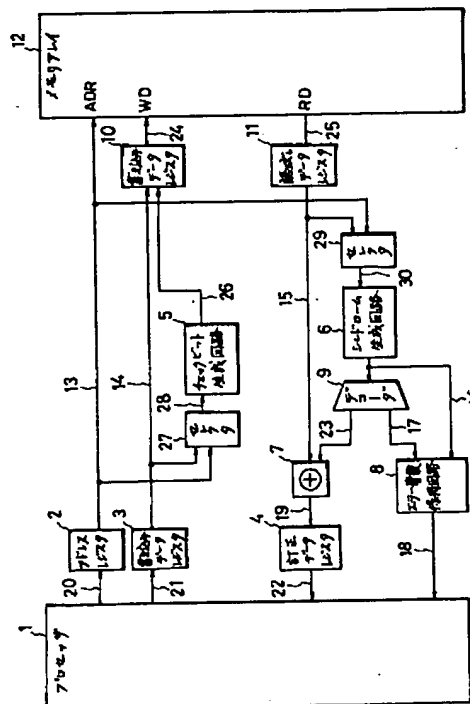 12
メモリアレイ
ADR
WD
RD
10
24
書き込み
データ
レジスタ
11
25
読出し
データ
レジスタ
13
14
15
26
5
チェックビット
生成回路
28
27
セレクタ
29
セレクタ
30
6
シンドローム
生成回路
9
デコーダ
23
17
7
19
8
エラー情報
作成回路
2
アドレス
レジスタ
3
書き込み
データ
レジスタ
4
訂正
データ
レジスタ
20
21
22
18
1
プロセッサ